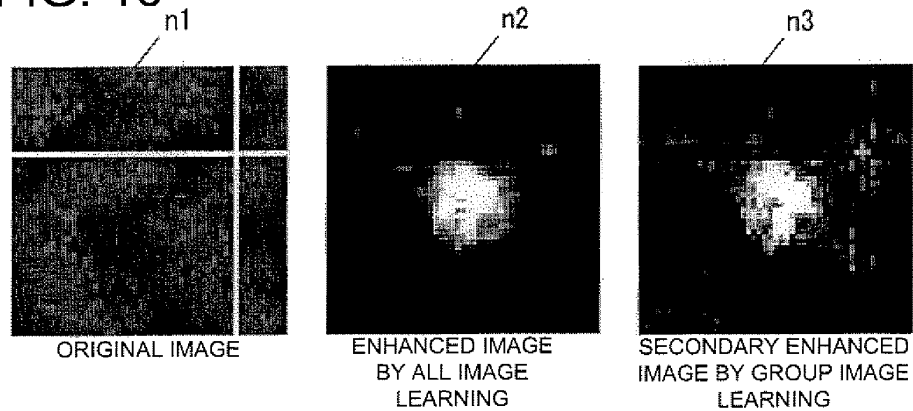 n1
n2
n3
ORIGINAL IMAGE
ENHANCED IMAGE
BY ALL IMAGE
LEARNING
SECONDARY ENHANCED
IMAGE BY GROUP IMAGE
LEARNING